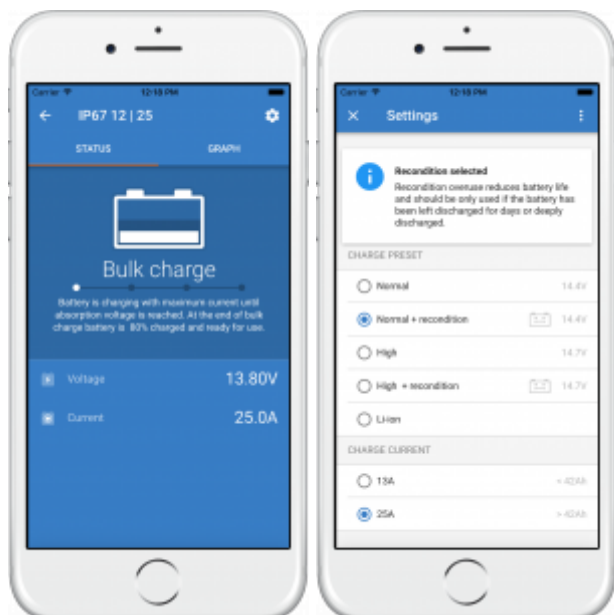 Carrier 12:18 PM
IP67 12 | 25
STATUS GRAPH
Bulk charge
Battery is charging with maximum current until
absorption voltage is reached. At the end of bulk
charge battery is 80% charged and ready for use.
Voltage 13.80V
Current 25.0A
Carrier 12:18 PM
Settings
Recondition selected
Recondition overuse reduces battery life
and should be only used if the battery has
been left discharged for days or deeply
discharged.
CHARGE PRESET
Normal 14.4V
Normal + recondition 14.4V
High 14.7V
High + recondition 14.7V
Li-ion
CHARGE CURRENT
13A < 42Ah
25A > 42Ah